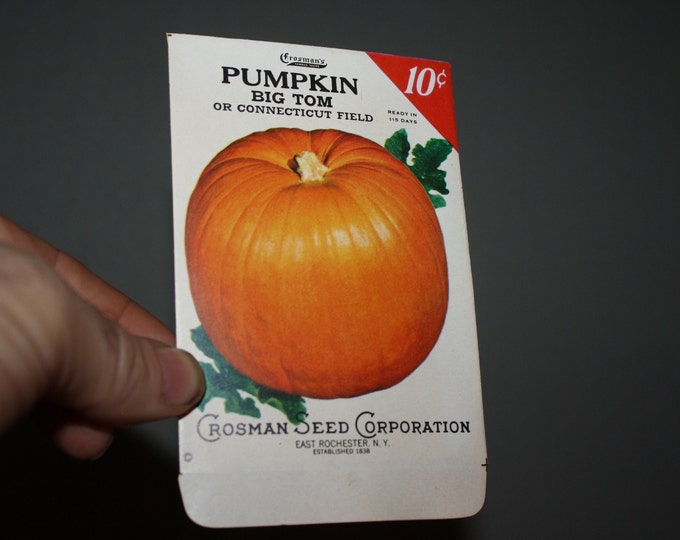 Crosman's
PUMPKIN
BIG TOM
OR CONNECTICUT FIELD
10¢
READY IN
115 DAYS
CROSMAN SEED CORPORATION
EAST ROCHESTER, N.Y.
ESTABLISHED 1838
©